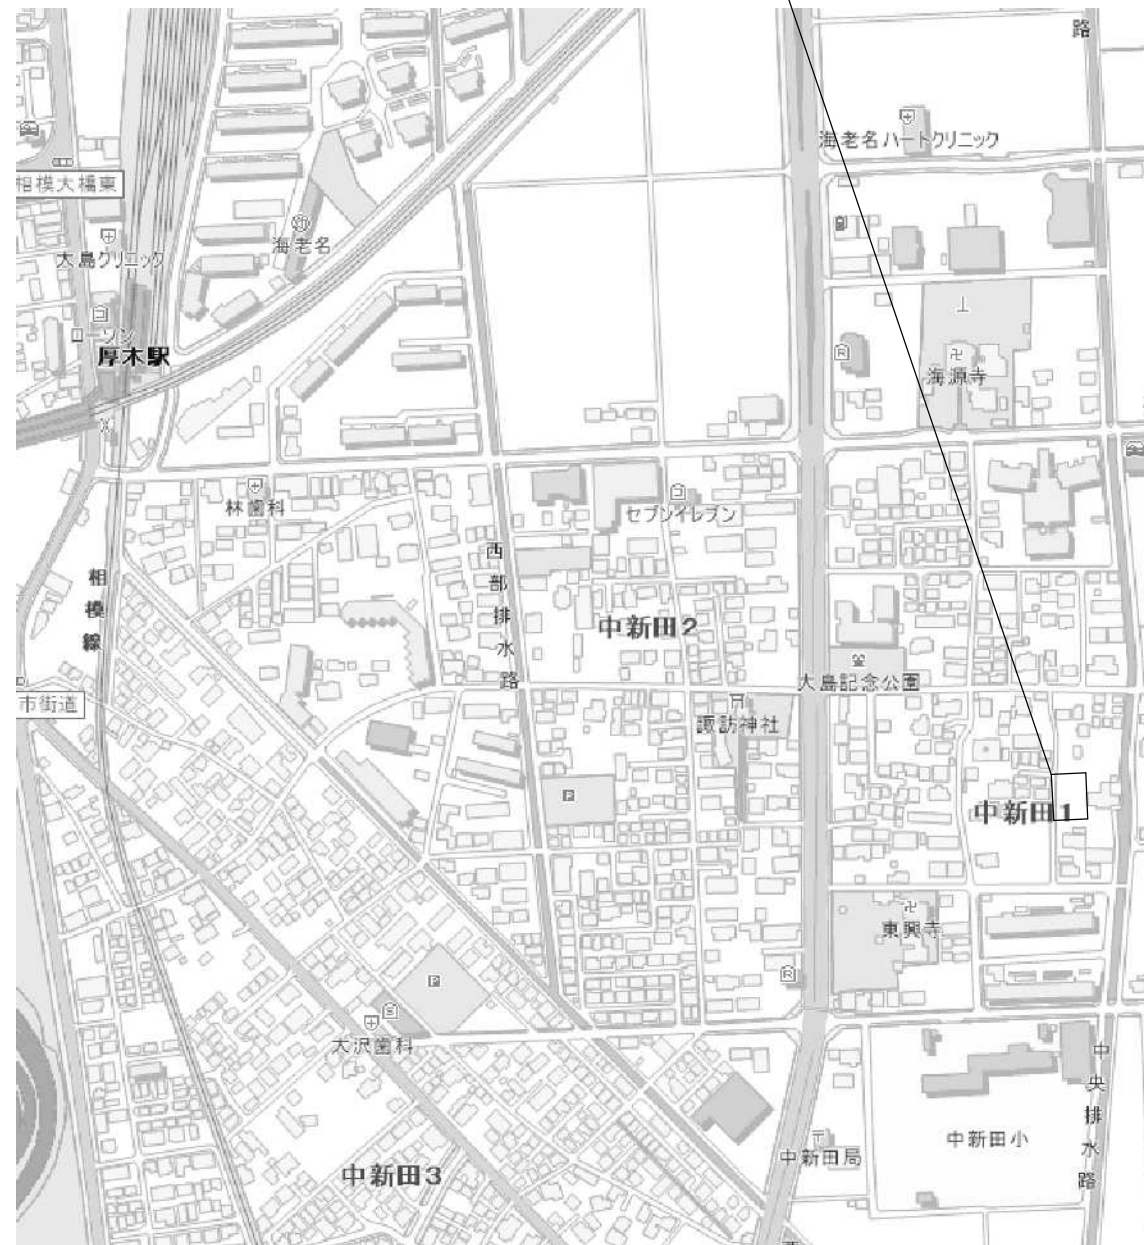 路
海老名ハートクリニック
相模大橋東
大島クリニック
海老名
ローソン
厚木駅
海源寺
林歯科
セブンイレブン
西部排水路
相模線
中新田2
大島記念公園
市街道
諏訪神社
中新田1
P
東興寺
P
大沢歯科
中央排水路
中新田小
中新田局
中新田3